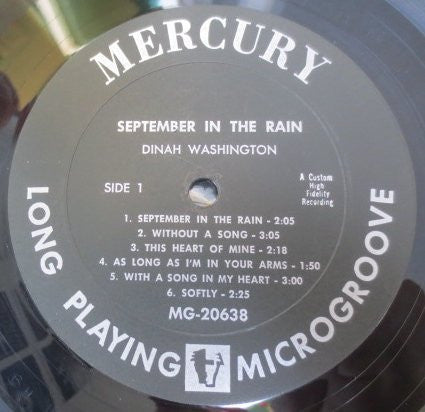 MERCURY
SEPTEMBER IN THE RAIN
DINAH WASHINGTON
SIDE 1
A Custom
High
Fidelity
Recording
1. SEPTEMBER IN THE RAIN - 2:05
2. WITHOUT A SONG - 3:05
3. THIS HEART OF MINE - 2:18
4. AS LONG AS I'M IN YOUR ARMS - 1:50
5. WITH A SONG IN MY HEART - 3:00
6. SOFTLY - 2:25
MG-20638
LONG PLAYING MICROGROOVE